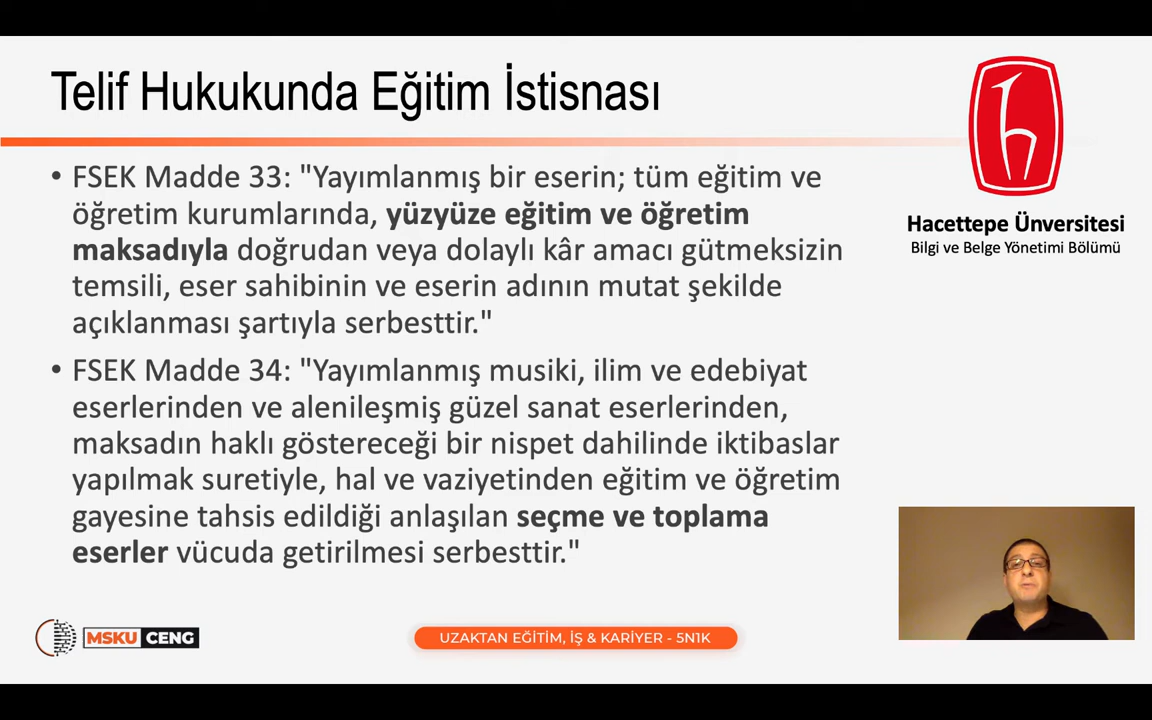 Telif Hukukunda Eğitim İstisnası
• FSEK Madde 33: "Yayımlanmış bir eserin; tüm eğitim ve
öğretim kurumlarında, yüzyüze eğitim ve öğretim
maksadıyla doğrudan veya dolaylı kâr amacı gütmeksizin
temsili, eser sahibinin ve eserin adının mutat şekilde
açıklanması şartıyla serbesttir."
• FSEK Madde 34: "Yayımlanmış musiki, ilim ve edebiyat
eserlerinden ve alenileşmiş güzel sanat eserlerinden,
maksadın haklı göstereceği bir nispet dahilinde iktibaslar
yapılmak suretiyle, hal ve vaziyetinden eğitim ve öğretim
gayesine tahsis edildiği anlaşılan seçme ve toplama
eserler vücuda getirilmesi serbesttir."
Hacettepe Ünversitesi
Bilgi ve Belge Yönetimi Bölümü
MSKU CENG
UZAKTAN EĞİTİM, İŞ & KARİYER - 5N1K